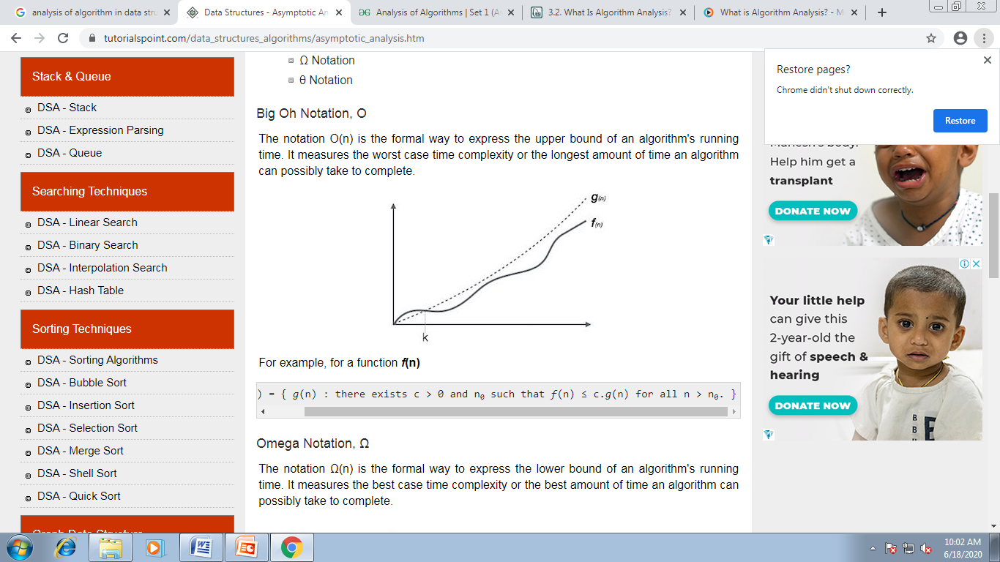 analysis of algorithm in data stru
Data Structures - Asymptotic An
Analysis of Algorithms | Set 1 (A
3.2. What Is Algorithm Analysis?
What is Algorithm Analysis? - M
tutorialspoint.com/data_structures_algorithms/asymptotic_analysis.htm
Stack & Queue
DSA - Stack
DSA - Expression Parsing
DSA - Queue
Searching Techniques
DSA - Linear Search
DSA - Binary Search
DSA - Interpolation Search
DSA - Hash Table
Sorting Techniques
DSA - Sorting Algorithms
DSA - Bubble Sort
DSA - Insertion Sort
DSA - Selection Sort
DSA - Merge Sort
DSA - Shell Sort
DSA - Quick Sort
Graph Data Structure
Ω Notation
θ Notation
Big Oh Notation, Ο
The notation Ο(n) is the formal way to express the upper bound of an algorithm's running
time. It measures the worst case time complexity or the longest amount of time an algorithm
can possibly take to complete.
g(n)
f(n)
k
For example, for a function f(n)
) = { g(n) : there exists c > 0 and n₀ such that f(n) ≤ c.g(n) for all n > n₀. }
Omega Notation, Ω
The notation Ω(n) is the formal way to express the lower bound of an algorithm's running
time. It measures the best case time complexity or the best amount of time an algorithm can
possibly take to complete.
Restore pages?
Chrome didn't shut down correctly.
Restore
Mahesh's body.
Help him get a
transplant
DONATE NOW
Your little help
can give this
2-year-old the
gift of speech &
hearing
DONATE NOW
10:02 AM
6/18/2020